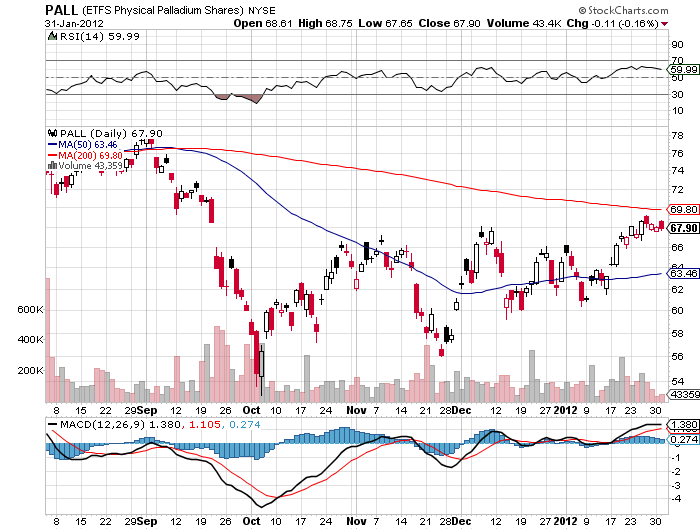 PALL (ETFS Physical Palladium Shares) NYSE © StockCharts.com
31-Jan-2012 Open 68.61 High 68.75 Low 67.65 Close 67.90 Volume 43.4K Chg -0.11 (-0.16%)
RSI(14) 59.99
90
70
59.99
50
30
10
PALL (Daily) 67.90
MA(50) 63.46
MA(200) 69.80
Volume 43,359
78
76
74
72
69.80
67.90
66
64
63.46
62
60
58
56
54
43359
600K
400K
200K
8 15 22 29 Sep 12 19 26 Oct 10 17 24 Nov 7 14 21 28 Dec 12 19 27 2012 9 17 23 30
MACD(12,26,9) 1.380, 1.105, 0.274
1.380
0.274
-1
-2
-3
-4
8 15 22 29 Sep 12 19 26 Oct 10 17 24 Nov 7 14 21 28 Dec 12 19 27 2012 9 17 23 30